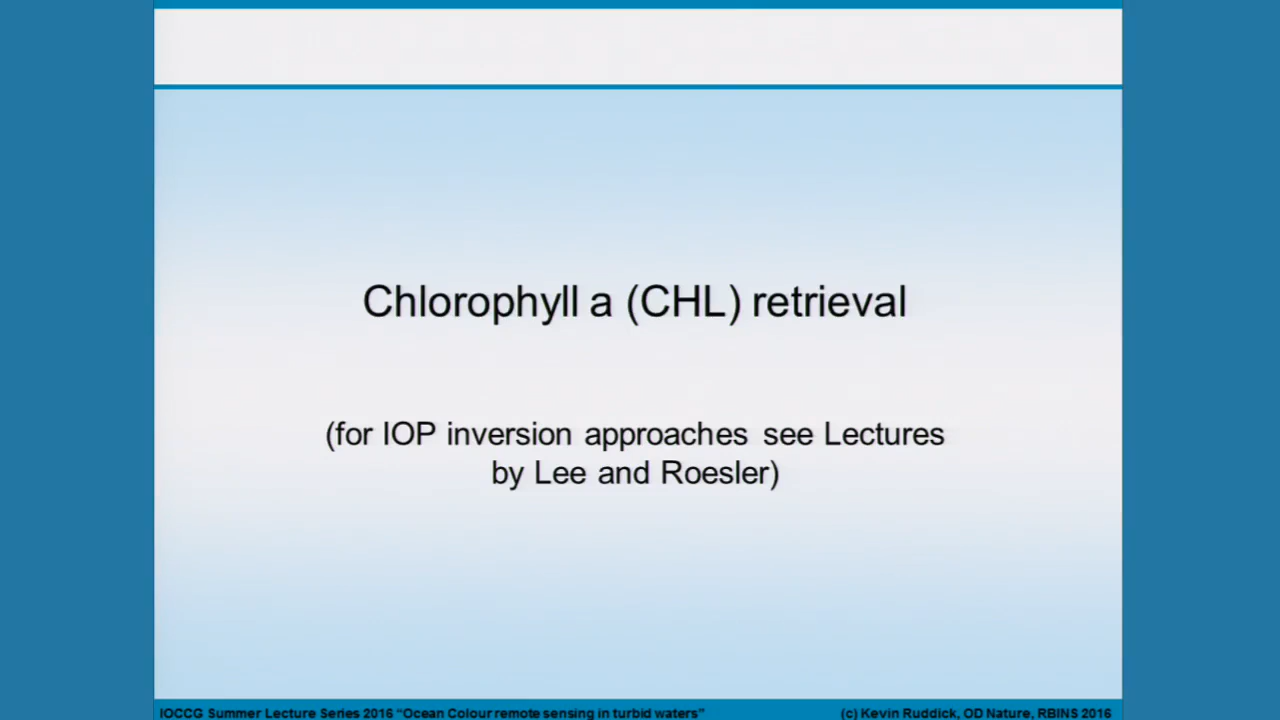 Chlorophyll a (CHL) retrieval
(for IOP inversion approaches see Lectures
by Lee and Roesler)
IOCCG Summer Lecture Series 2016 “Ocean Colour remote sensing in turbid waters”
(c) Kevin Ruddick, OD Nature, RBINS 2016